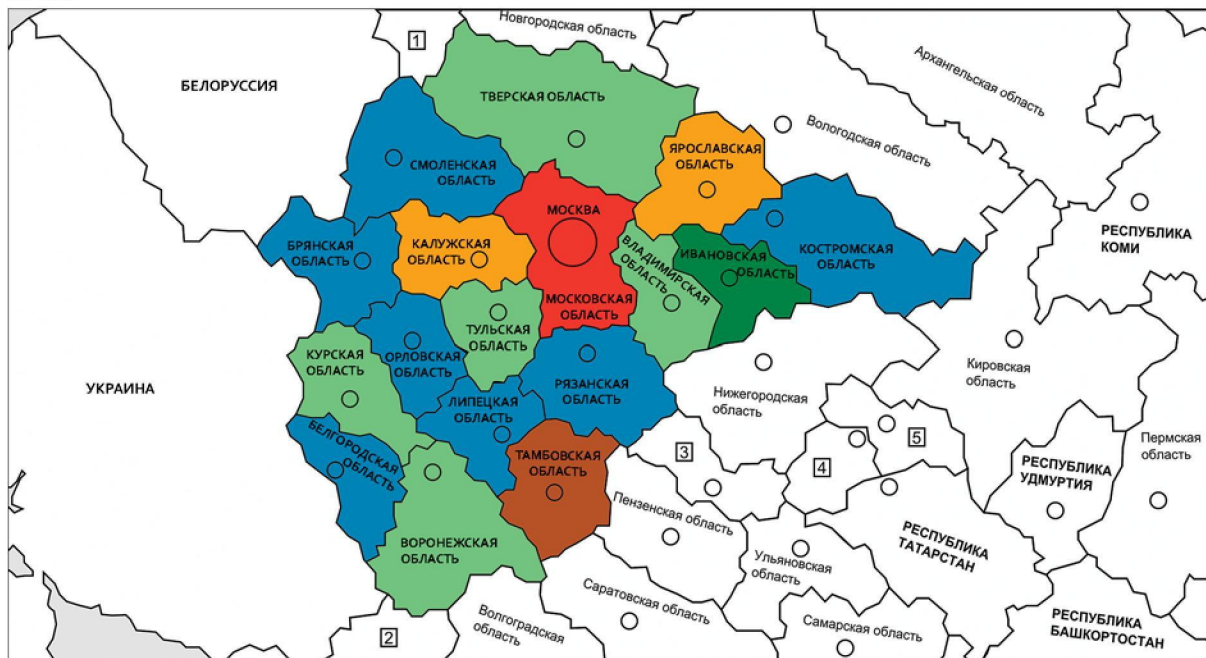 1
Новгородская область
БЕЛОРУССИЯ
Архангельская область
ТВЕРСКАЯ ОБЛАСТЬ
Вологодская область
ЯРОСЛАВСКАЯ
ОБЛАСТЬ
СМОЛЕНСКАЯ
ОБЛАСТЬ
МОСКВА
РЕСПУБЛИКА
КОМИ
БРЯНСКАЯ
ОБЛАСТЬ
КАЛУЖСКАЯ
ОБЛАСТЬ
ВЛАДИМИРСКАЯ
ОБЛАСТЬ
ИВАНОВСКАЯ
ОБЛАСТЬ
КОСТРОМСКАЯ
ОБЛАСТЬ
МОСКОВСКАЯ
ОБЛАСТЬ
ТУЛЬСКАЯ
ОБЛАСТЬ
КУРСКАЯ
ОБЛАСТЬ
ОРЛОВСКАЯ
ОБЛАСТЬ
УКРАИНА
РЯЗАНСКАЯ
ОБЛАСТЬ
Нижегородская
область
Кировская
область
ЛИПЕЦКАЯ
ОБЛАСТЬ
БЕЛГОРОДСКАЯ
ОБЛАСТЬ
ТАМБОВСКАЯ
ОБЛАСТЬ
3
4
5
Пермская
область
РЕСПУБЛИКА
УДМУРТИЯ
Пензенская область
РЕСПУБЛИКА
ТАТАРСТАН
ВОРОНЕЖСКАЯ
ОБЛАСТЬ
Ульяновская
область
Саратовская область
2
Волгоградская
область
Самарская область
РЕСПУБЛИКА
БАШКОРТОСТАН